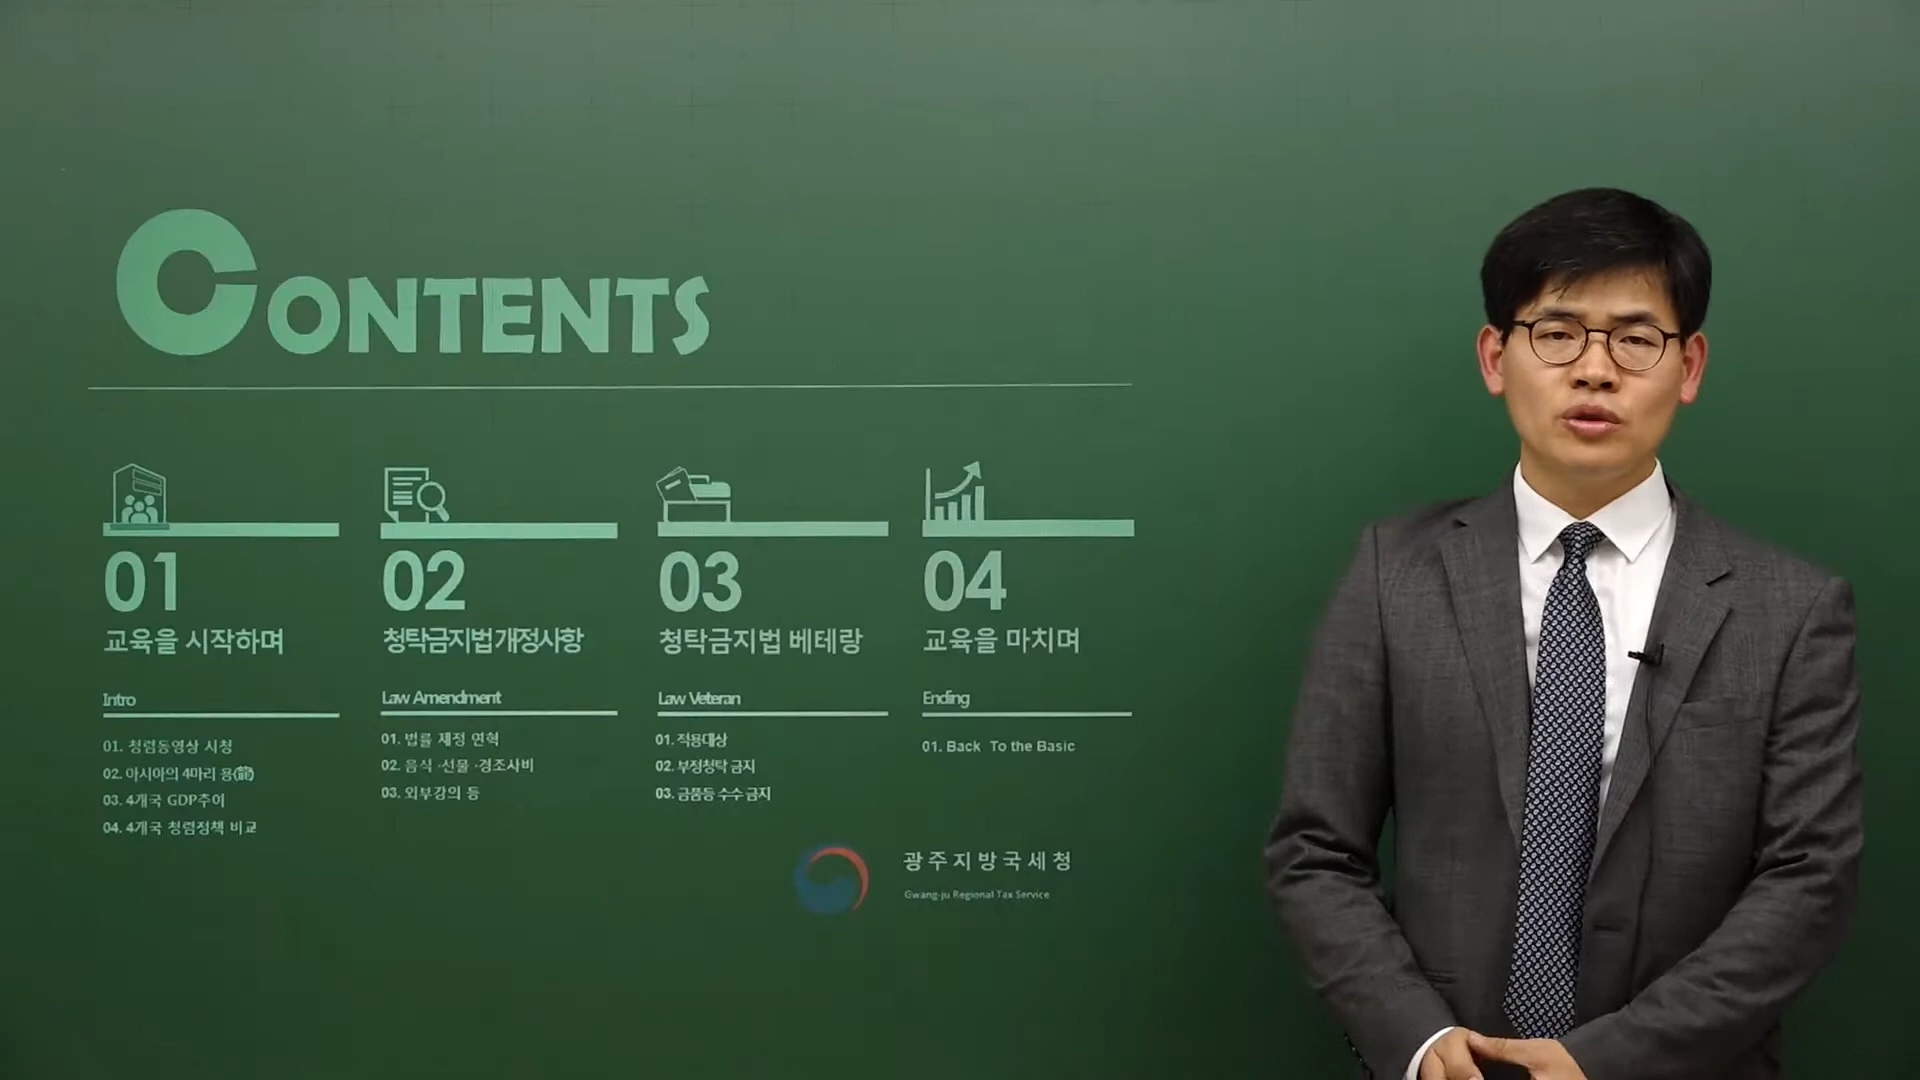 CONTENTS
01
교육을 시작하며
Intro
01. 청렴동영상 시청
02. 아시아의 4마리 용(龍)
03. 4개국 GDP추이
04. 4개국 청렴정책 비교
02
청탁금지법개정사항
Law Amendment
01. 법률 제정 연혁
02. 음식 ·선물 ·경조사비
03. 외부강의 등
03
청탁금지법 베테랑
Law Veteran
01. 적용대상
02. 부정청탁 금지
03. 금품등 수수 금지
04
교육을 마치며
Ending
01. Back To the Basic
광주지방국세청
Gwang-ju Regional Tax Service